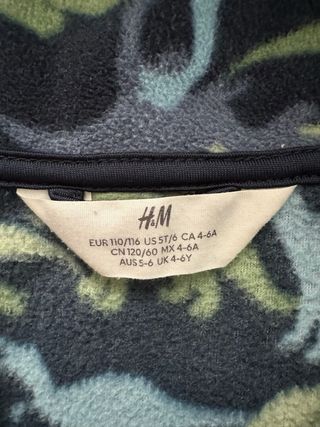 H&M
EUR 110/116 US 5T/6 CA 4-6A
CN 120/60 MX 4-6A
AUS 5-6 UK 4-6Y